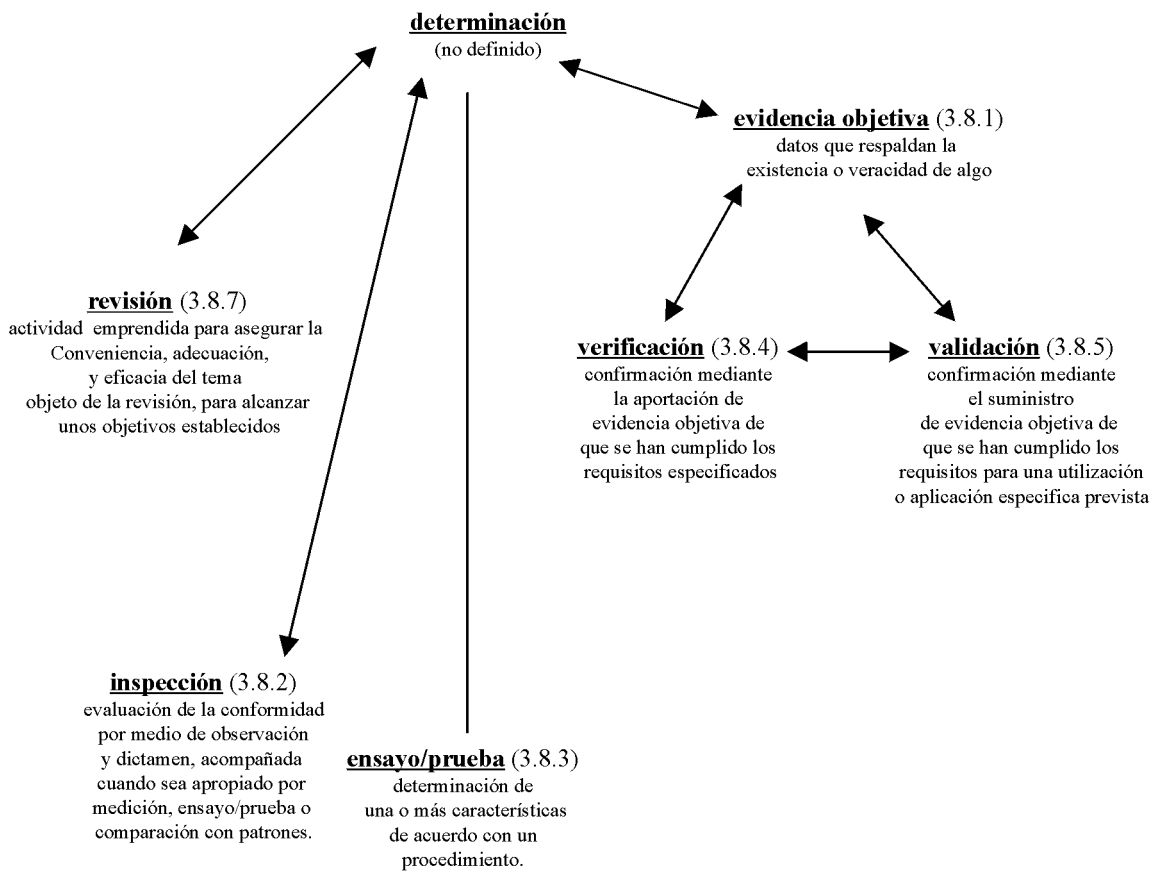 determinación
(no definido)
evidencia objetiva (3.8.1)
datos que respaldan la
existencia o veracidad de algo
revisión (3.8.7)
actividad emprendida para asegurar la
Conveniencia, adecuación,
y eficacia del tema
objeto de la revisión, para alcanzar
unos objetivos establecidos
verificación (3.8.4)
confirmación mediante
la aportación de
evidencia objetiva de
que se han cumplido los
requisitos especificados
validación (3.8.5)
confirmación mediante
el suministro
de evidencia objetiva de
que se han cumplido los
requisitos para una utilización
o aplicación especifica prevista
inspección (3.8.2)
evaluación de la conformidad
por medio de observación
y dictamen, acompañada
cuando sea apropiado por
medición, ensayo/prueba o
comparación con patrones.
ensayo/prueba (3.8.3)
determinación de
una o más características
de acuerdo con un
procedimiento.